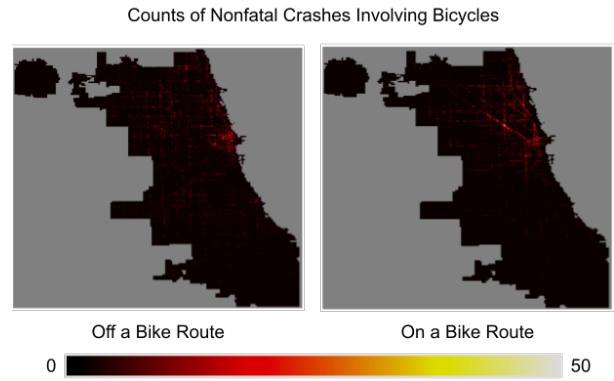 Counts of Nonfatal Crashes Involving Bicycles
Off a Bike Route
On a Bike Route
0
50